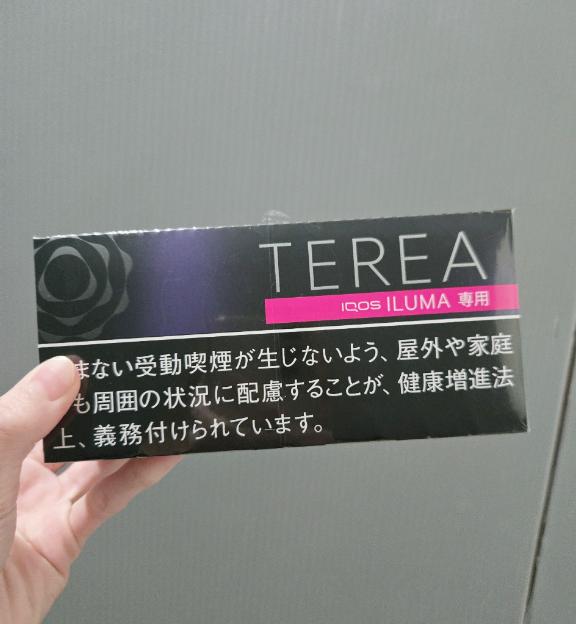 TEREA
IQOS ILUMA 専用
まない受動喫煙が生じないよう、屋外や家庭
も周囲の状況に配慮することが、健康増進法
上、義務付けられています。